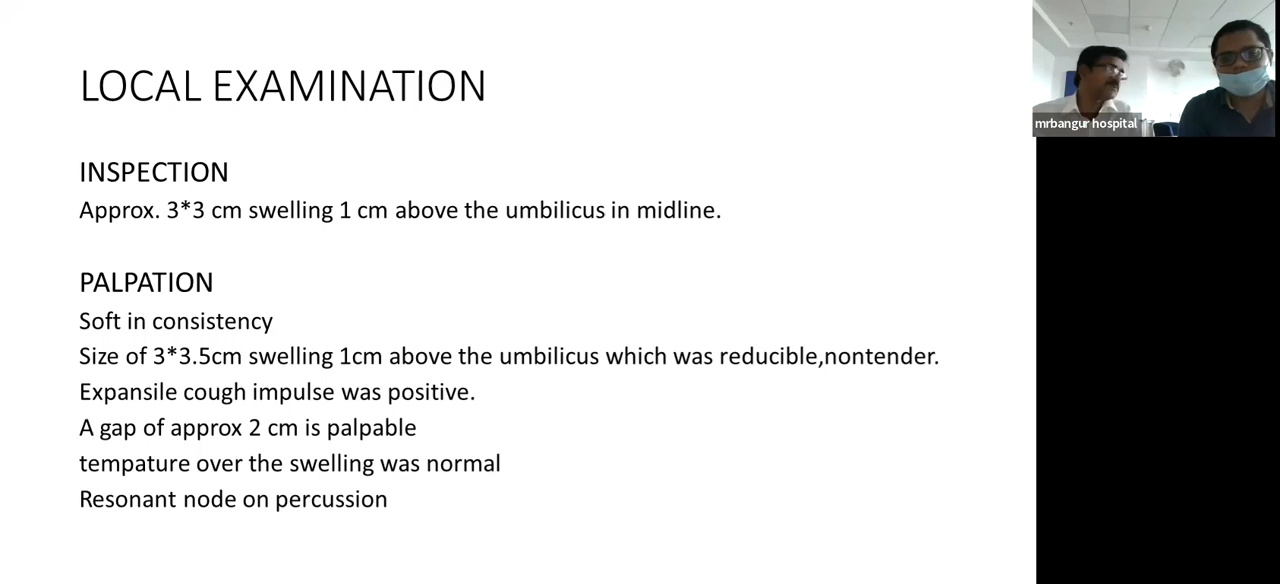 LOCAL EXAMINATION
mrbangur hospital
INSPECTION
Approx. 3*3 cm swelling 1 cm above the umbilicus in midline.
PALPATION
Soft in consistency
Size of 3*3.5cm swelling 1cm above the umbilicus which was reducible,nontender.
Expansile cough impulse was positive.
A gap of approx 2 cm is palpable
tempature over the swelling was normal
Resonant node on percussion